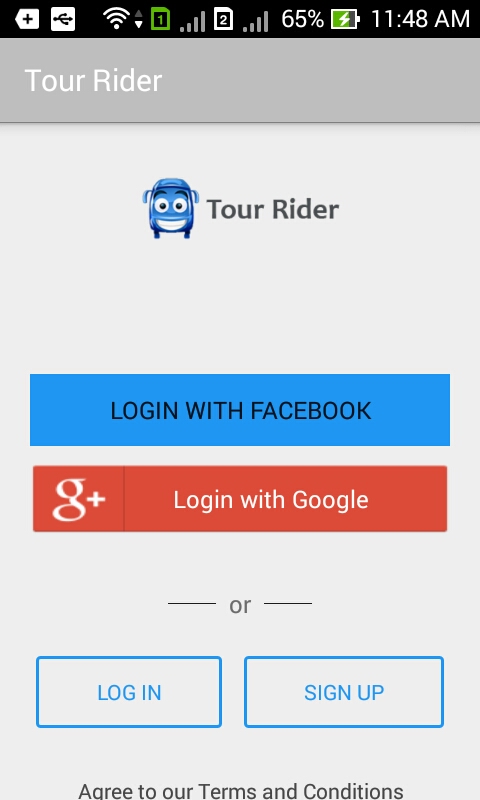 1 2 65% 11:48 AM
Tour Rider
Tour Rider
LOGIN WITH FACEBOOK
g+ Login with Google
or
LOG IN SIGN UP
Agree to our Terms and Conditions